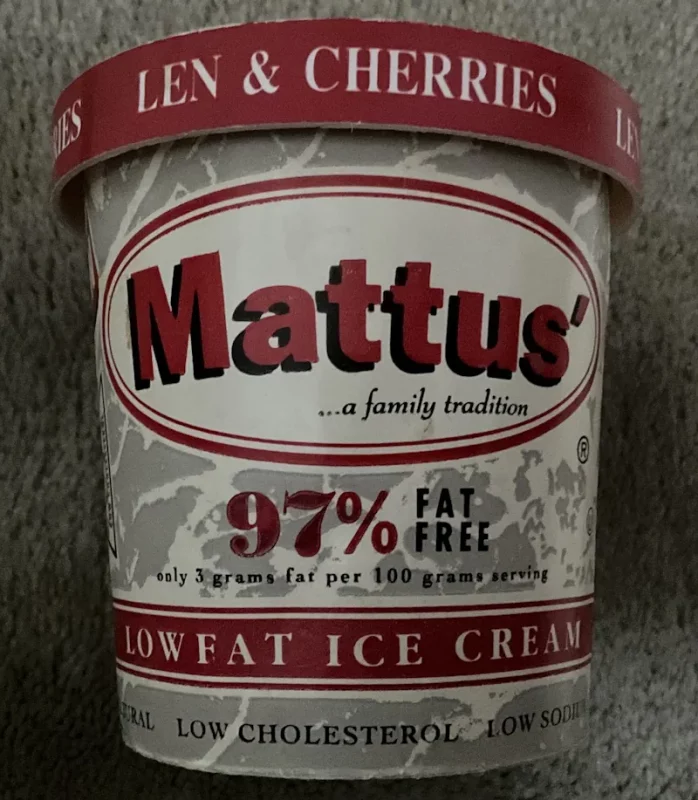 LEN & CHERRIES
Mattus'
...a family tradition
®
97% FAT FREE
only 3 grams fat per 100 grams serving
LOWFAT ICE CREAM
LOW CHOLESTEROL LOW